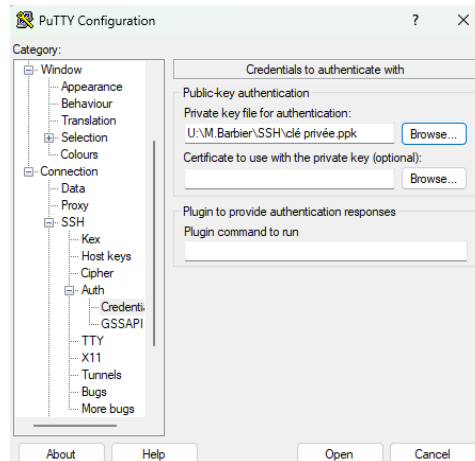 PuTTY Configuration ? ×
Category:
Window
Appearance
Behaviour
Translation
Selection
Colours
Connection
Data
Proxy
SSH
Kex
Host keys
Cipher
Auth
Credenti
GSSAPI
TTY
X11
Tunnels
Bugs
More bugs
Credentials to authenticate with
Public-key authentication
Private key file for authentication:
U:\M.Barbier\SSH\clé privée.ppk Browse...
Certificate to use with the private key (optional):
Browse...
Plugin to provide authentication responses
Plugin command to run
About Help Open Cancel